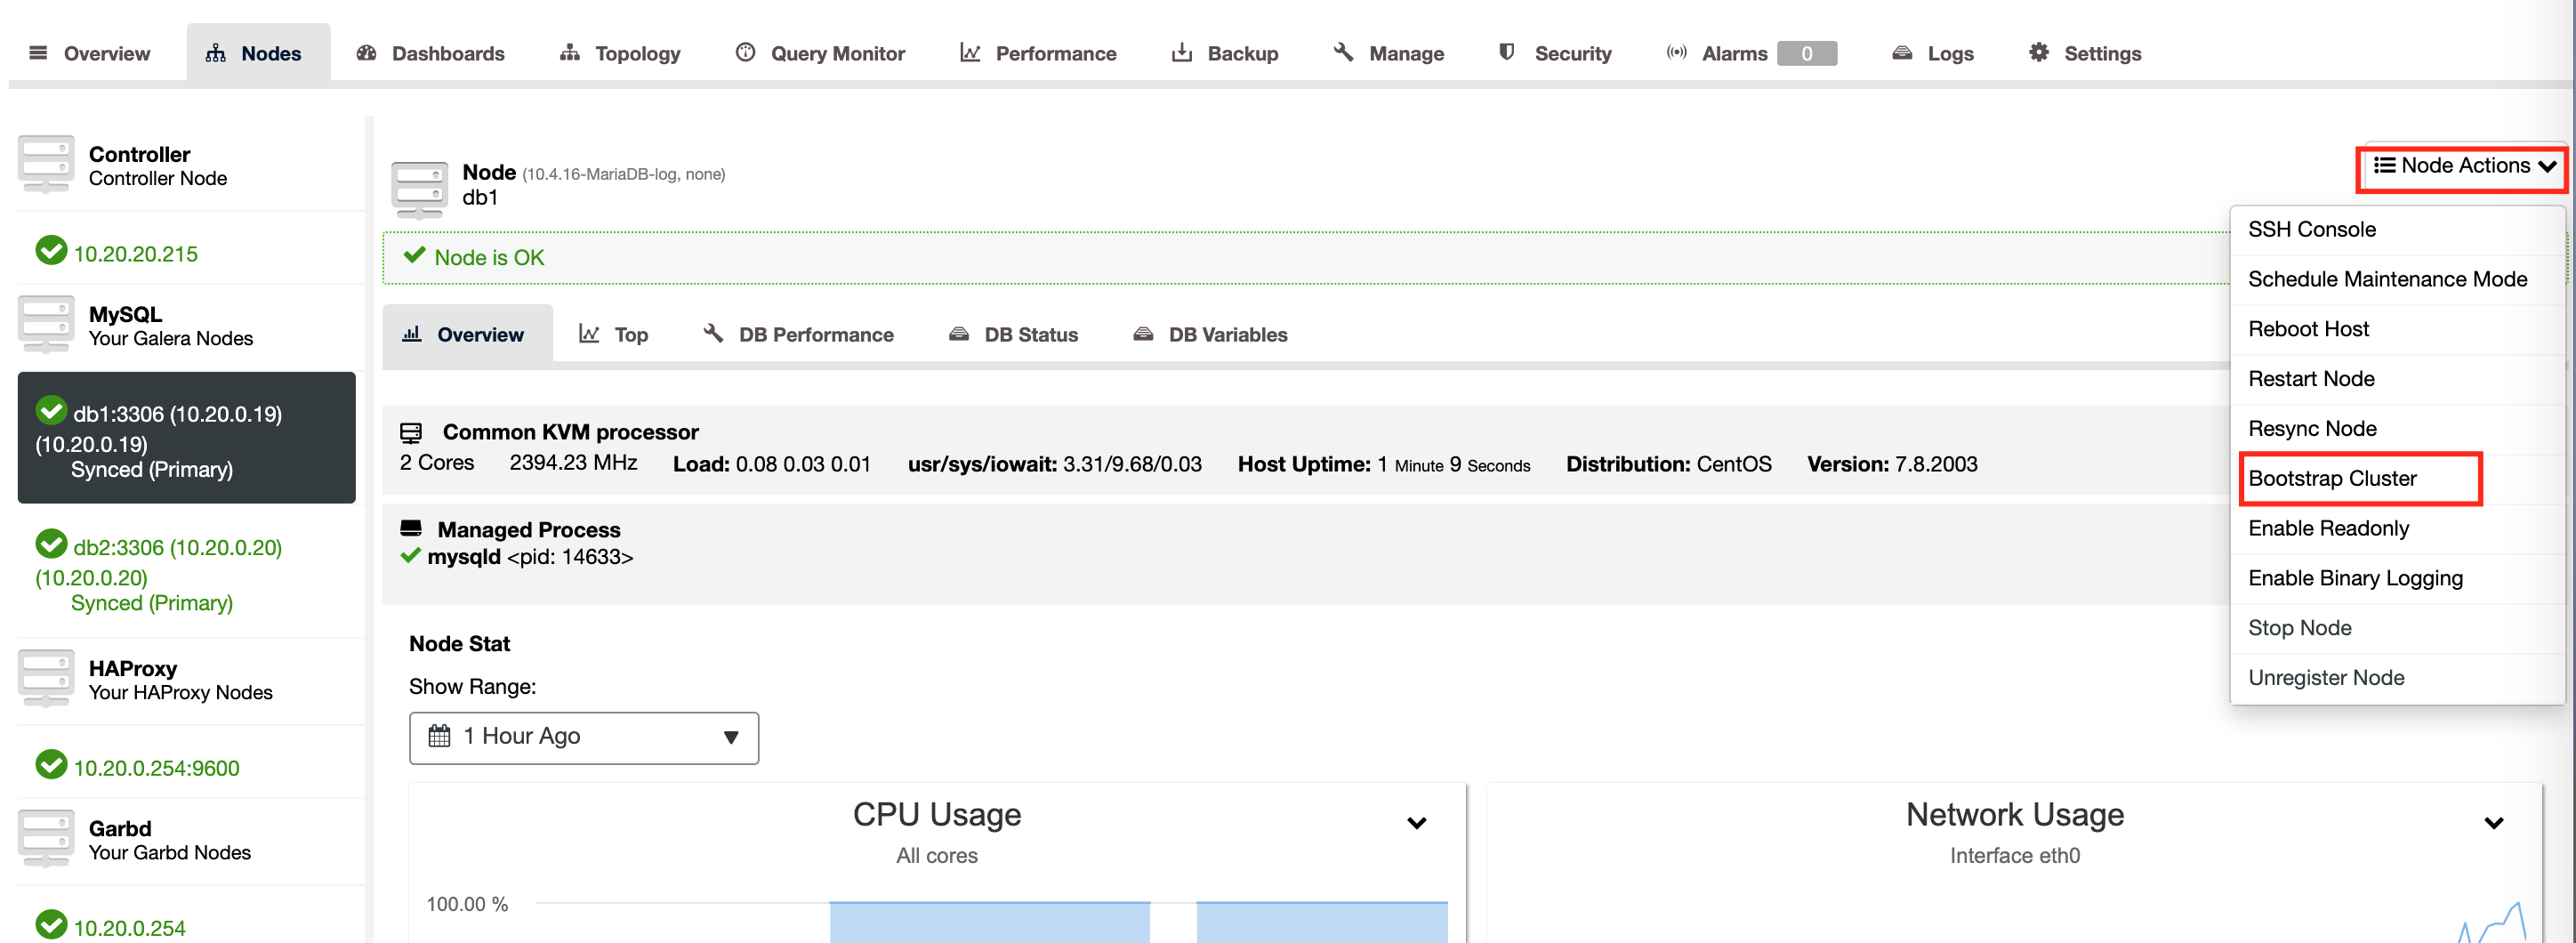 Overview Nodes Dashboards Topology Query Monitor Performance Backup Manage Security Alarms 0 Logs Settings
Controller
Controller Node
10.20.20.215
MySQL
Your Galera Nodes
db1:3306 (10.20.0.19)
(10.20.0.19)
Synced (Primary)
db2:3306 (10.20.0.20)
(10.20.0.20)
Synced (Primary)
HAProxy
Your HAProxy Nodes
10.20.0.254:9600
Garbd
Your Garbd Nodes
10.20.0.254
Node (10.4.16-MariaDB-log, none)
db1
Node is OK
Overview Top DB Performance DB Status DB Variables
Common KVM processor
2 Cores 2394.23 MHz Load: 0.08 0.03 0.01 usr/sys/iowait: 3.31/9.68/0.03 Host Uptime: 1 Minute 9 Seconds Distribution: CentOS Version: 7.8.2003
Managed Process
mysqld <pid: 14633>
Node Stat
Show Range:
1 Hour Ago
CPU Usage
All cores
100.00 %
Network Usage
Interface eth0
Node Actions
SSH Console
Schedule Maintenance Mode
Reboot Host
Restart Node
Resync Node
Bootstrap Cluster
Enable Readonly
Enable Binary Logging
Stop Node
Unregister Node